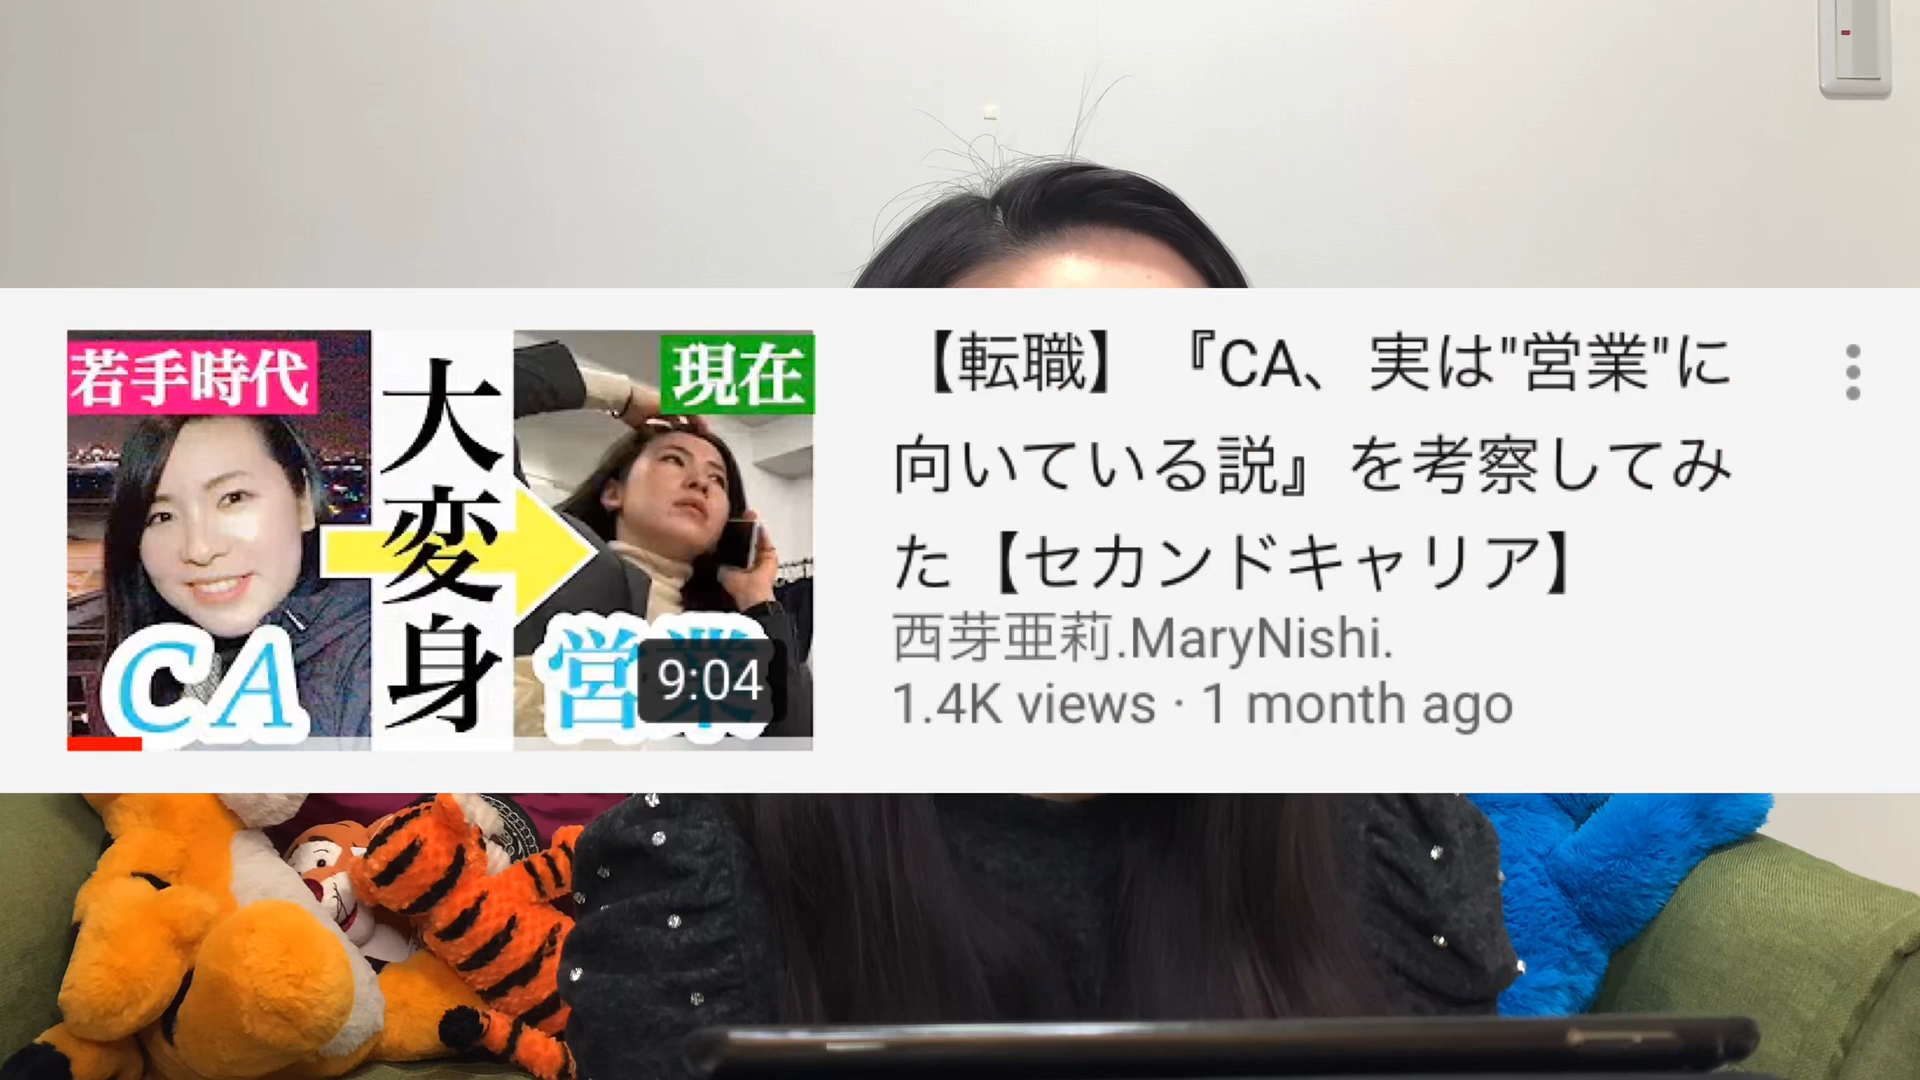 若手時代
現在
大変身
CA
営業
9:04
【転職】『CA、実は"営業"に
向いている説』を考察してみ
た【セカンドキャリア】
西芽亜莉.MaryNishi.
1.4K views · 1 month ago